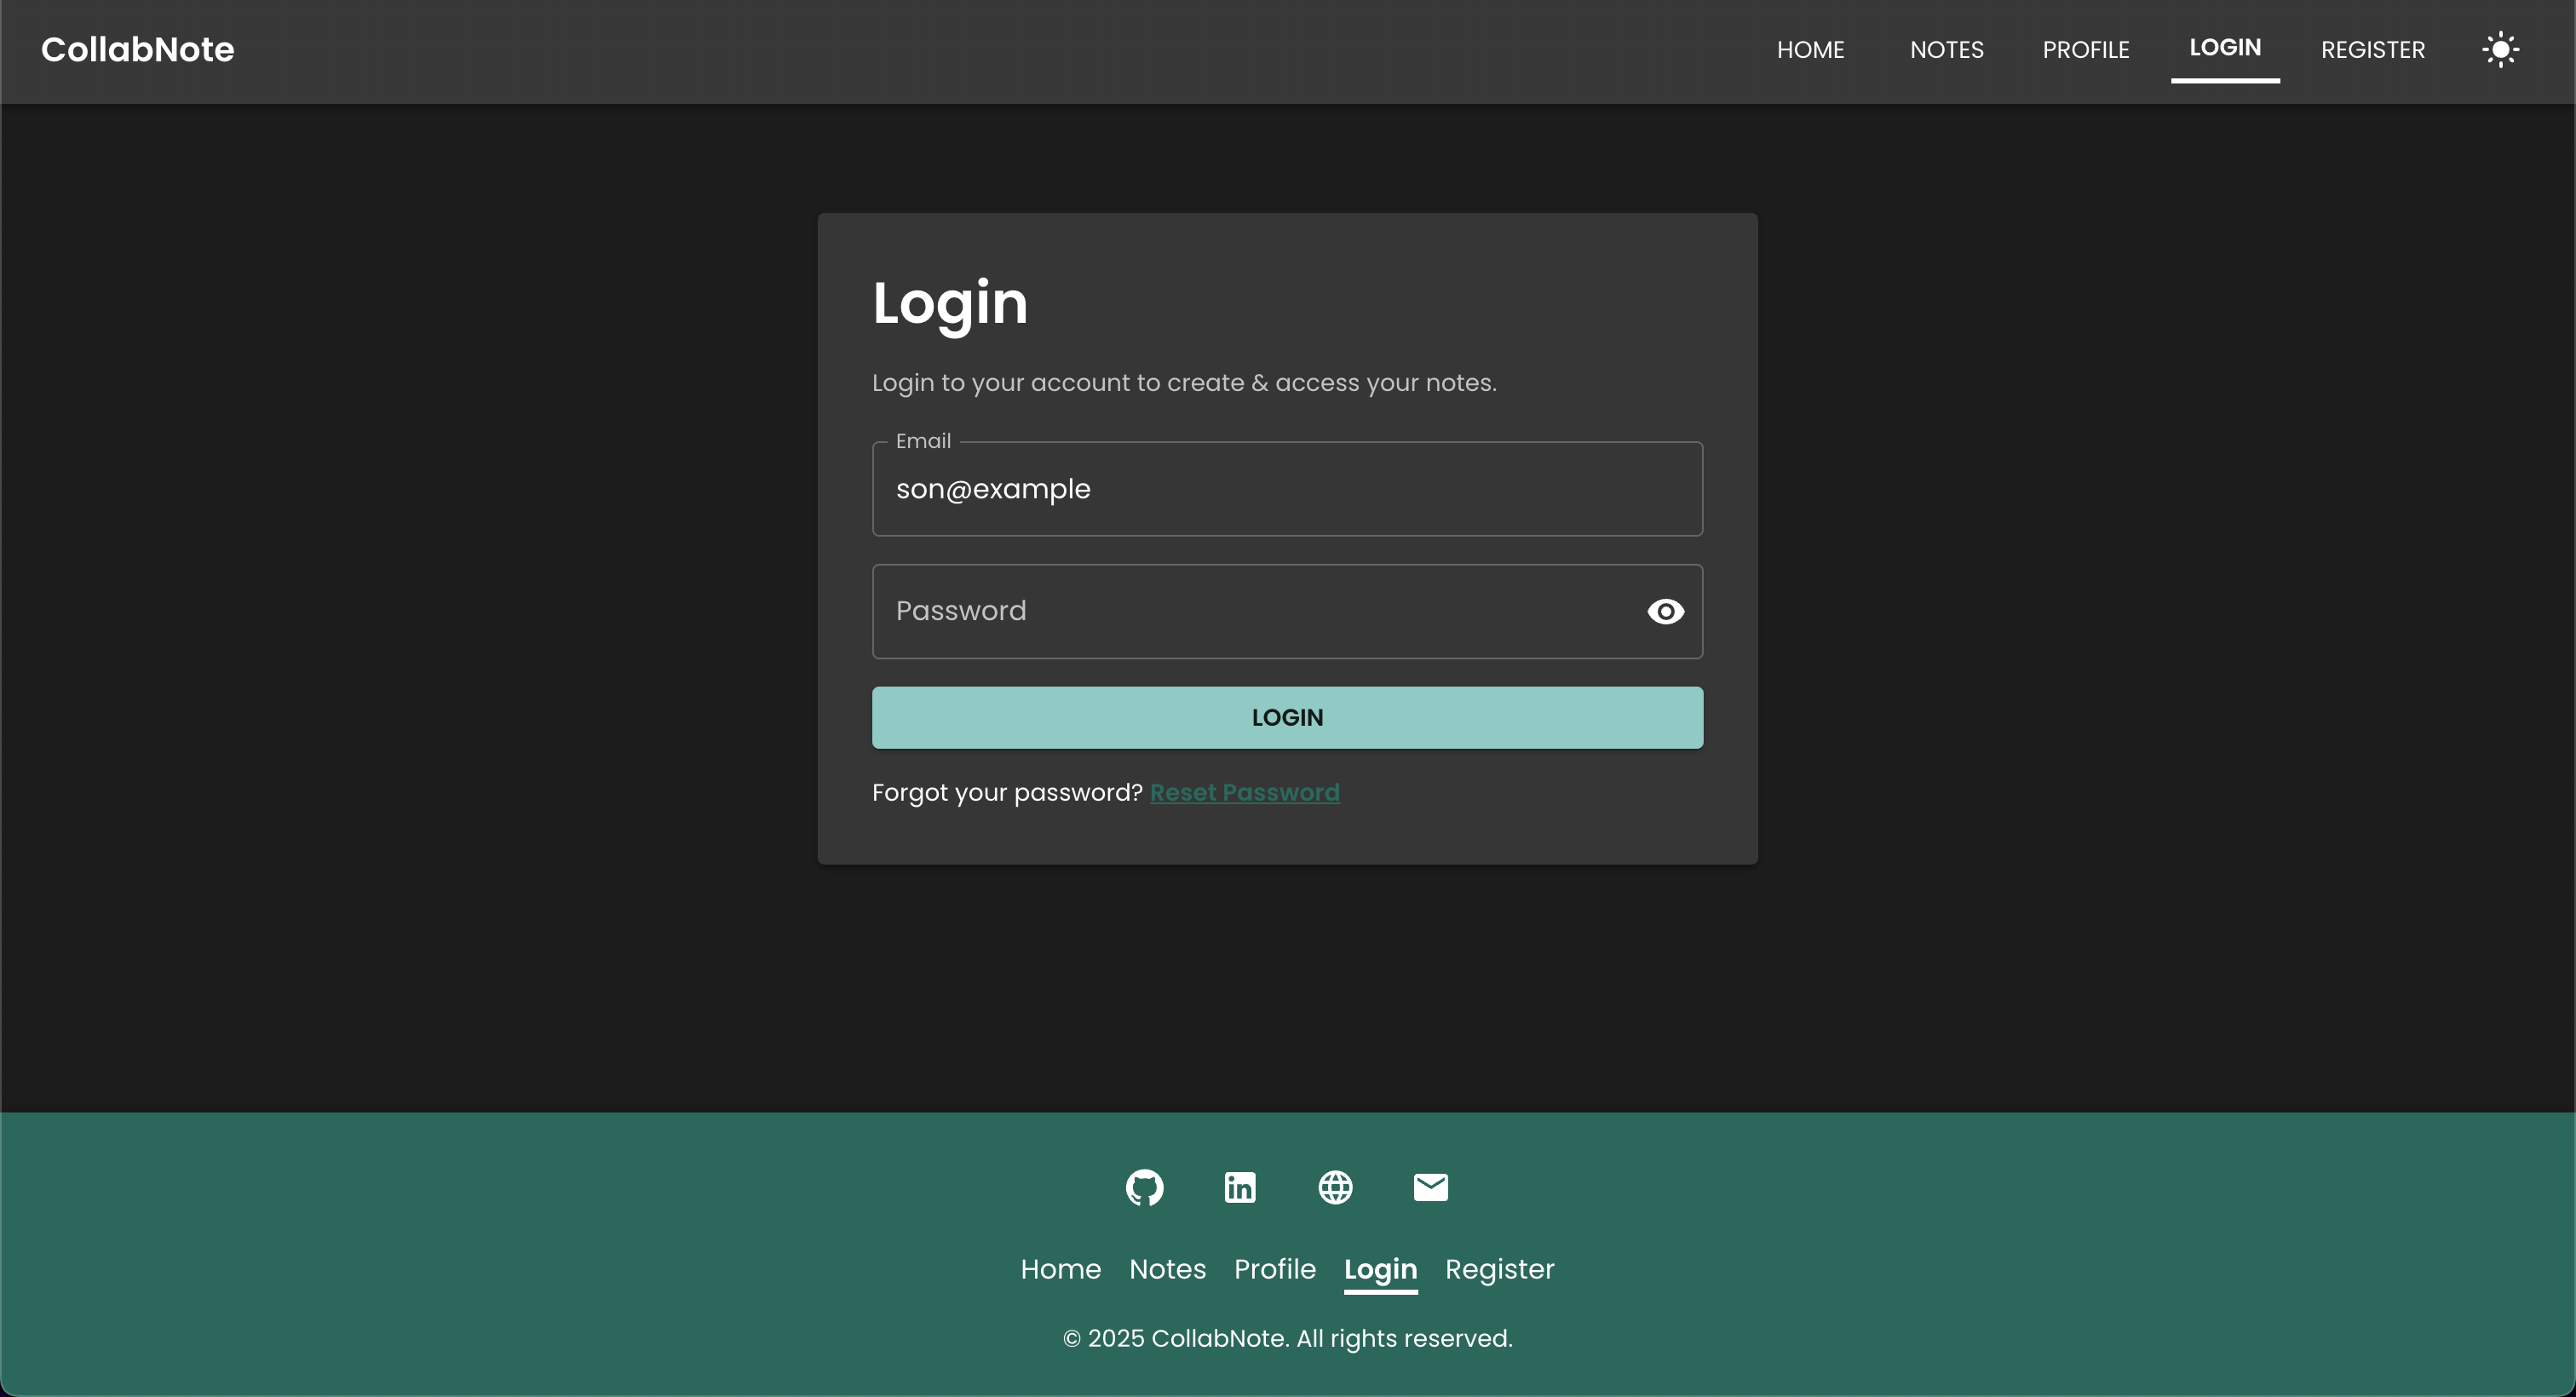 CollabNote
HOME NOTES PROFILE LOGIN REGISTER
Login
Login to your account to create & access your notes.
Email
son@example
Password
LOGIN
Forgot your password? Reset Password
Home Notes Profile Login Register
© 2025 CollabNote. All rights reserved.